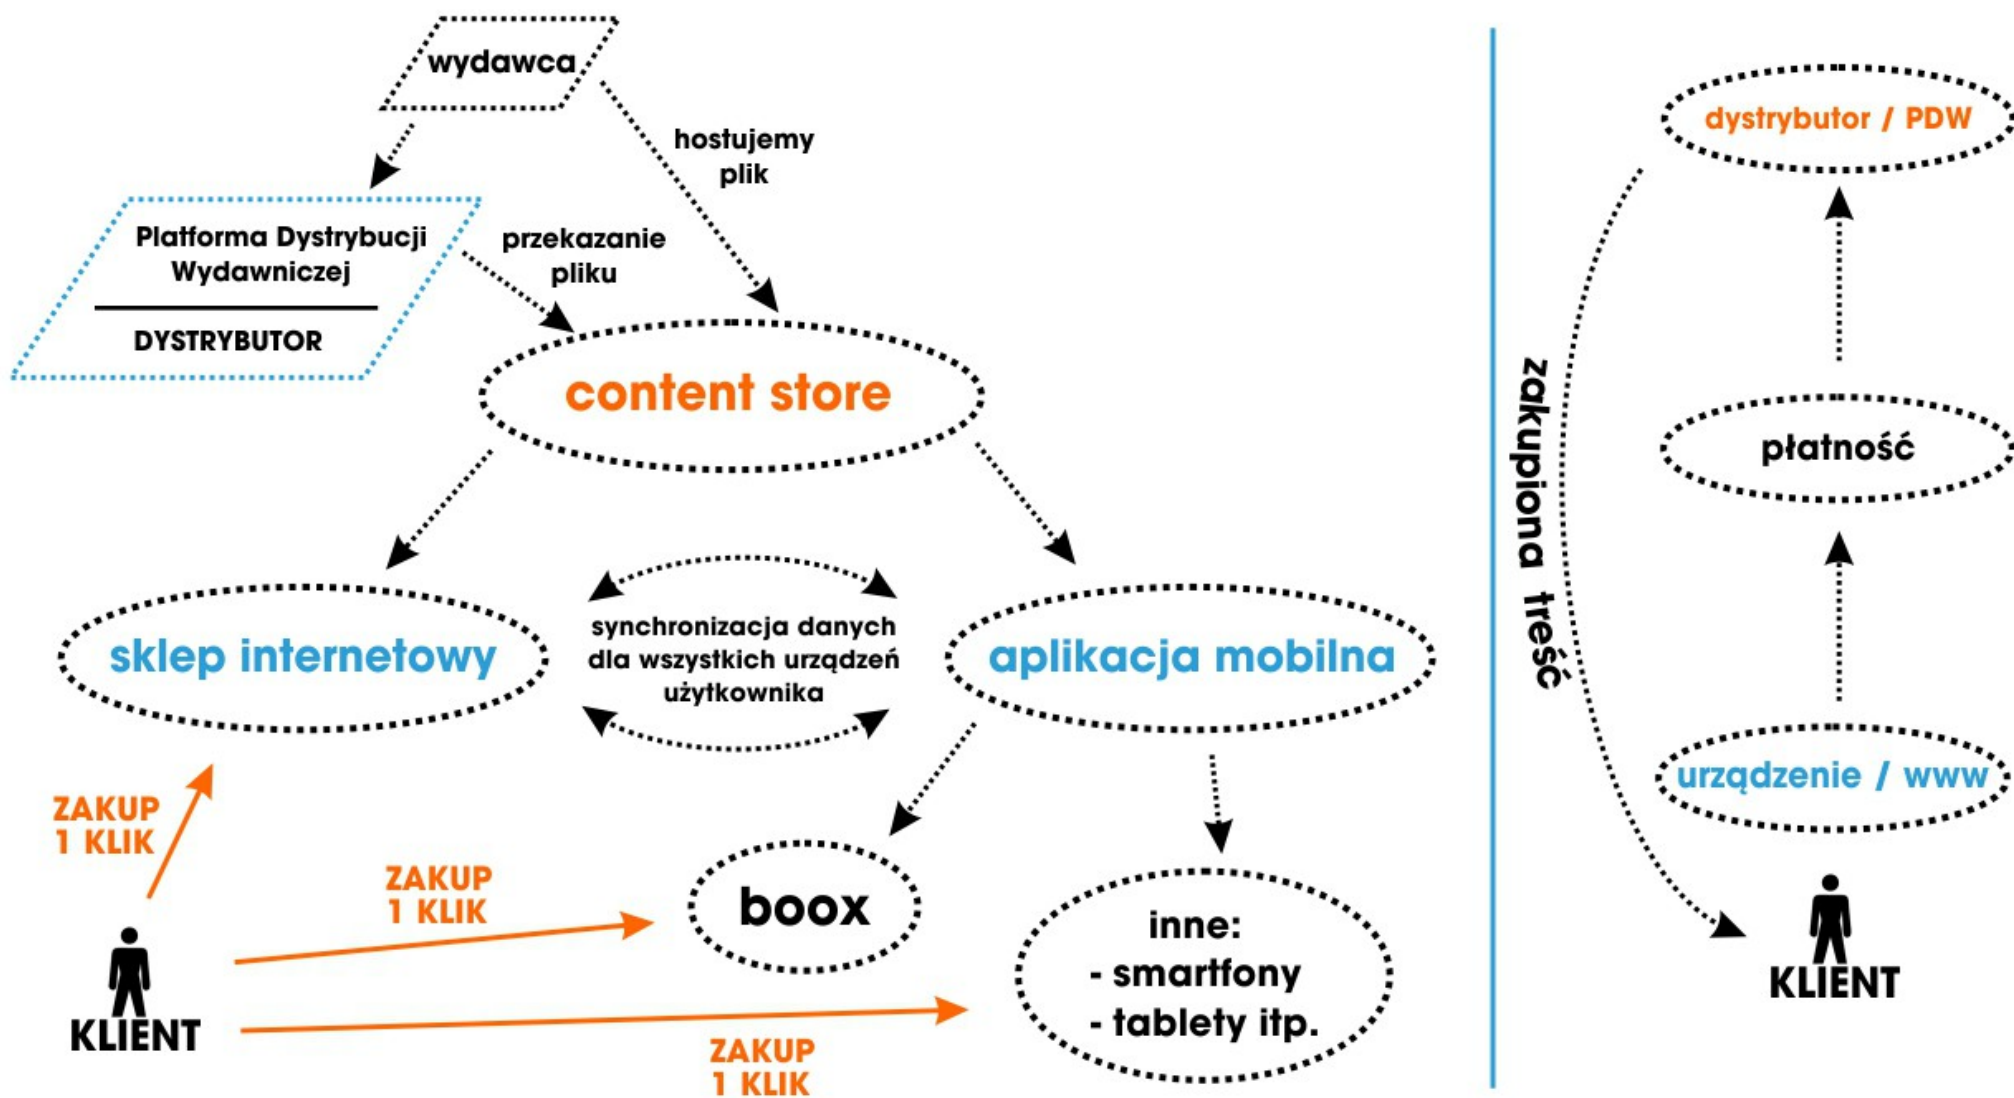 wydawca
hostujemy
plik
Platforma Dystrybucji
Wydawniczej
DYSTRYBUTOR
przekazanie
pliku
content store
sklep internetowy
synchronizacja danych
dla wszystkich urządzeń
użytkownika
aplikacja mobilna
ZAKUP
1 KLIK
ZAKUP
1 KLIK
boox
inne:
- smartfony
- tablety itp.
KLIENT
ZAKUP
1 KLIK
dystrybutor / PDW
zakupiona treść
płatność
urządzenie / www
KLIENT